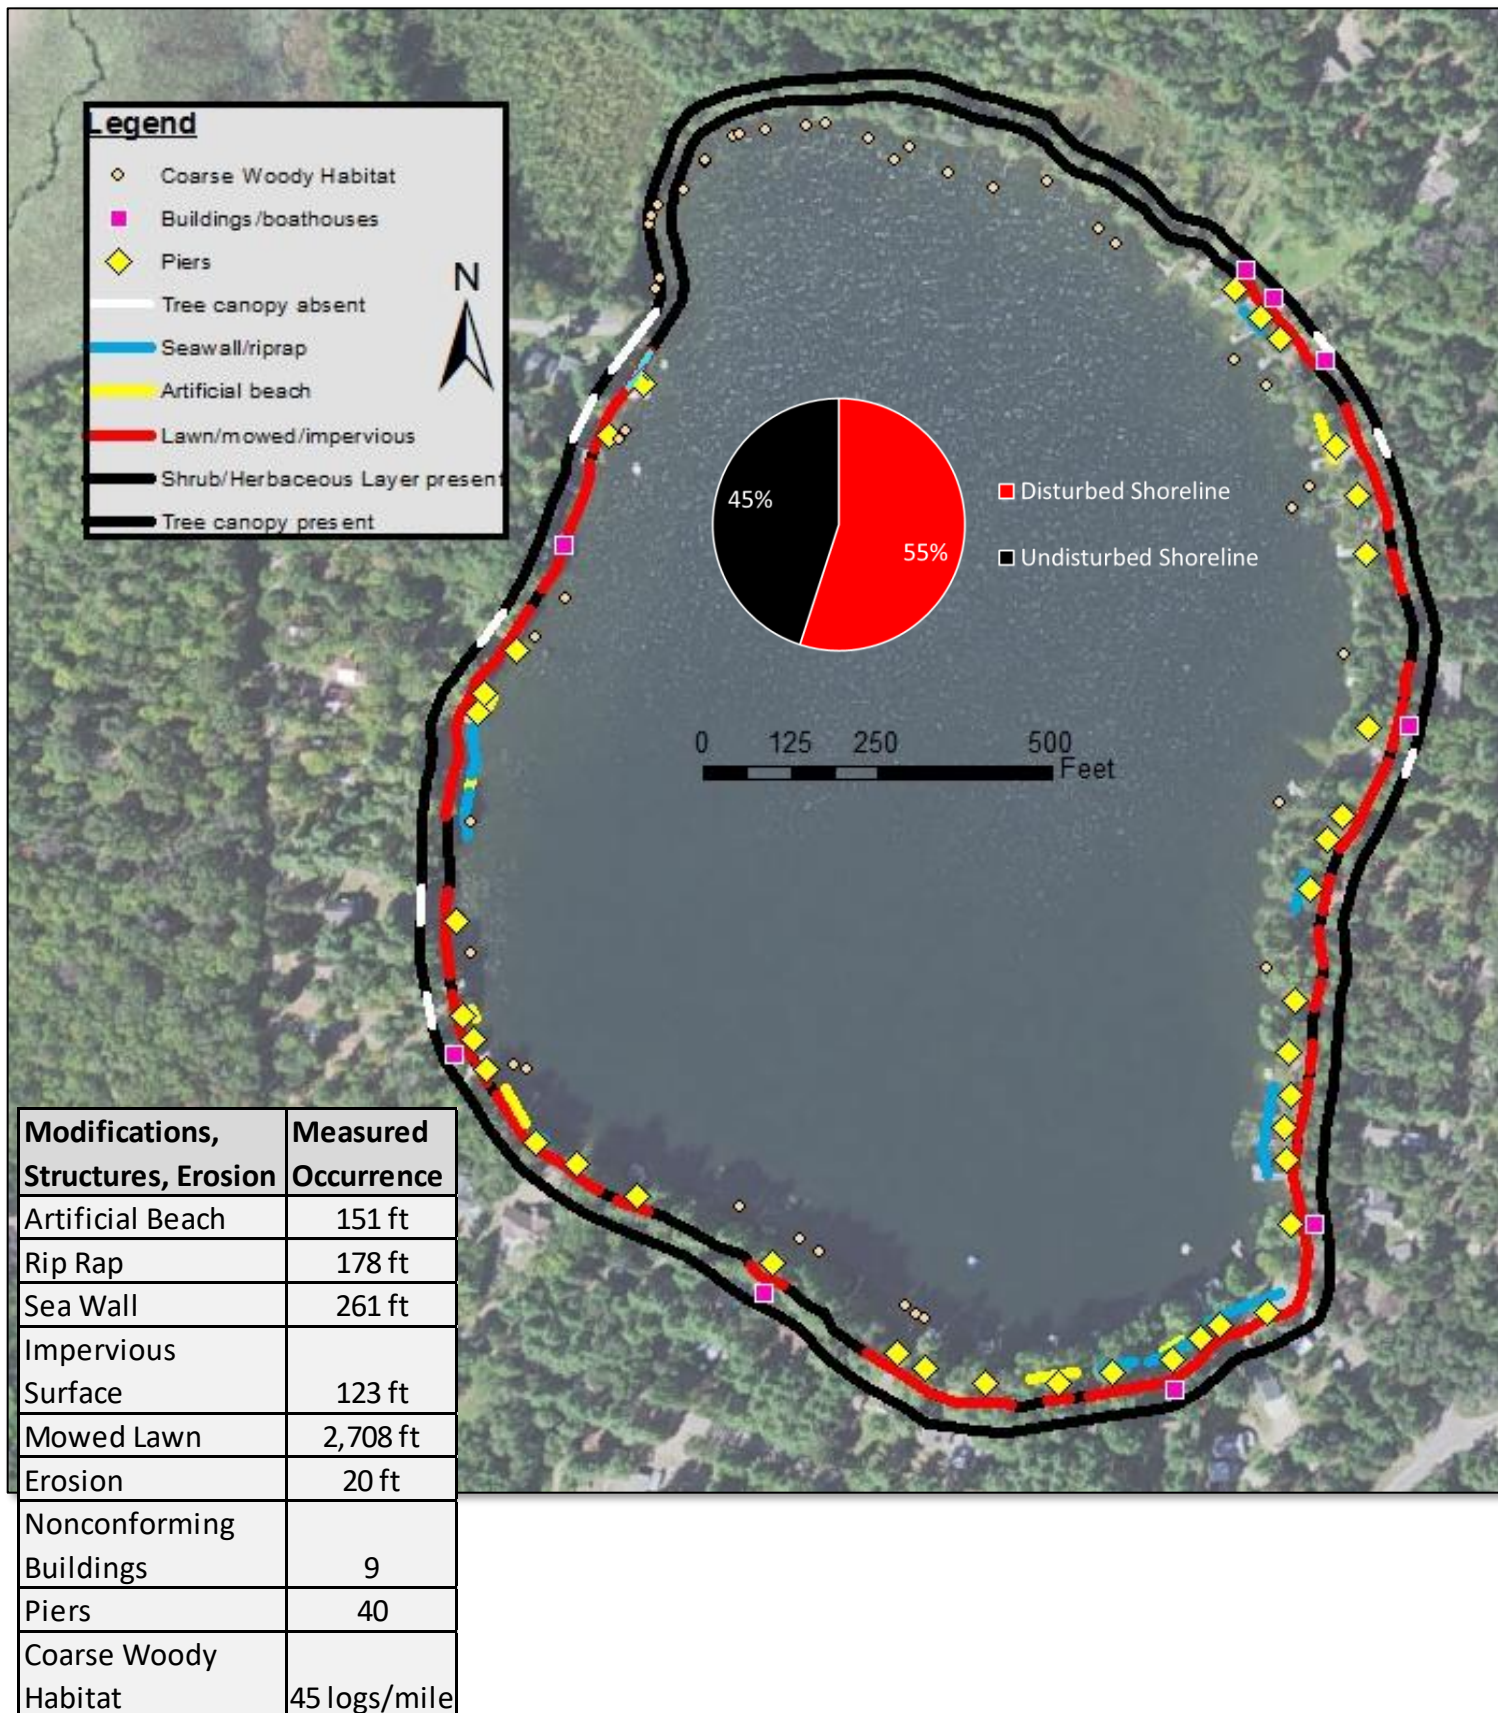 Legend
Coarse Woody Habitat
Buildings/boathouses
Piers
Tree canopy absent
Seawall/riprap
Artificial beach
Lawn/mowed/impervious
Shrub/Herbaceous Layer present
Tree canopy present
N
45%
55%
Disturbed Shoreline
Undisturbed Shoreline
0 125 250 500
Feet
Modifications, Structures, Erosion Measured Occurrence
Artificial Beach 151 ft
Rip Rap 178 ft
Sea Wall 261 ft
Impervious Surface 123 ft
Mowed Lawn 2,708 ft
Erosion 20 ft
Nonconforming Buildings 9
Piers 40
Coarse Woody Habitat 45 logs/mile